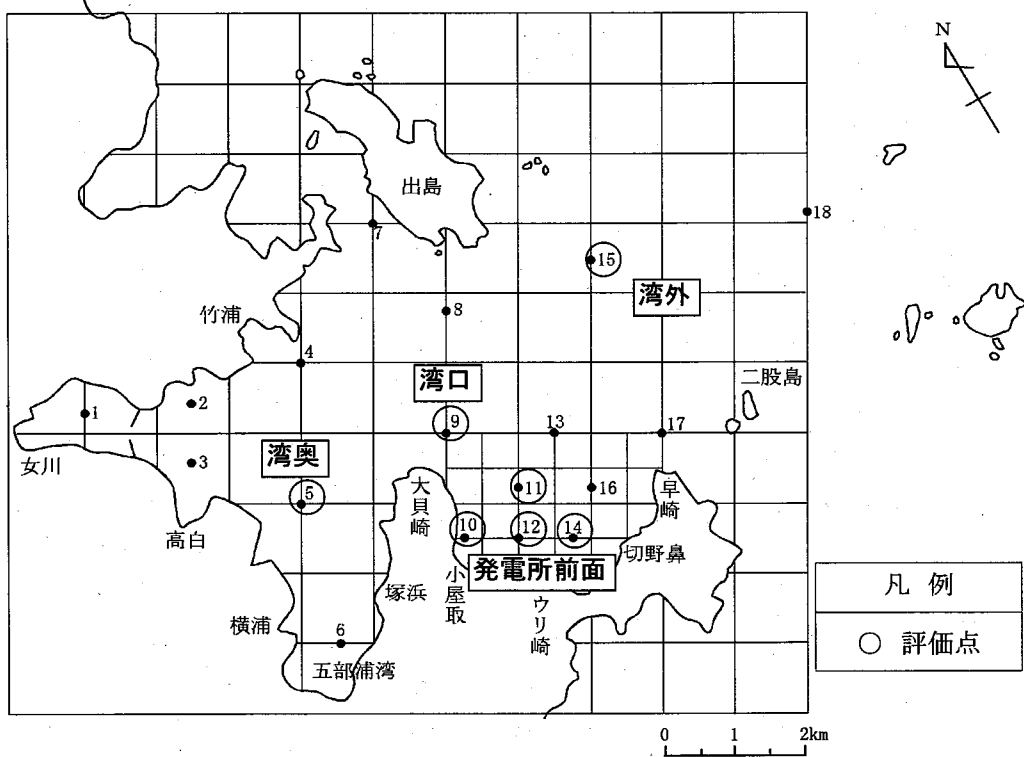 N
出島
18
7
15
湾外
8
竹浦
4
湾口
二股島
1
2
9
13
17
女川
3
湾奥
5
大貝崎
11
16
早崎
高白
10
12
14
切野鼻
発電所前面
小屋取
塚浜
ウリ崎
横浦
6
五部浦湾
凡例
○ 評価点
0 1 2km